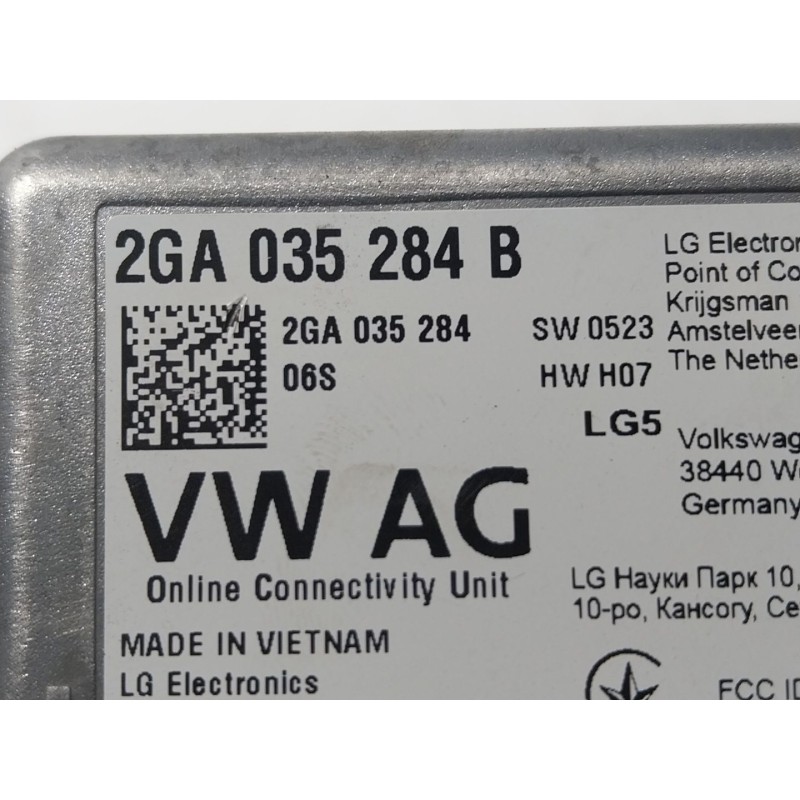 2GA 035 284 B
2GA 035 284
06S
SW 0523
HW H07
LG5
VW AG
Online Connectivity Unit
MADE IN VIETNAM
LG Electronics
LG Electron
Point of Co
Krijgsman
Amstelveen
The Nethe
Volkswag
38440 W
Germany
LG Науки Парк 10,
10-ро, Кансогу, Се
FCC ID